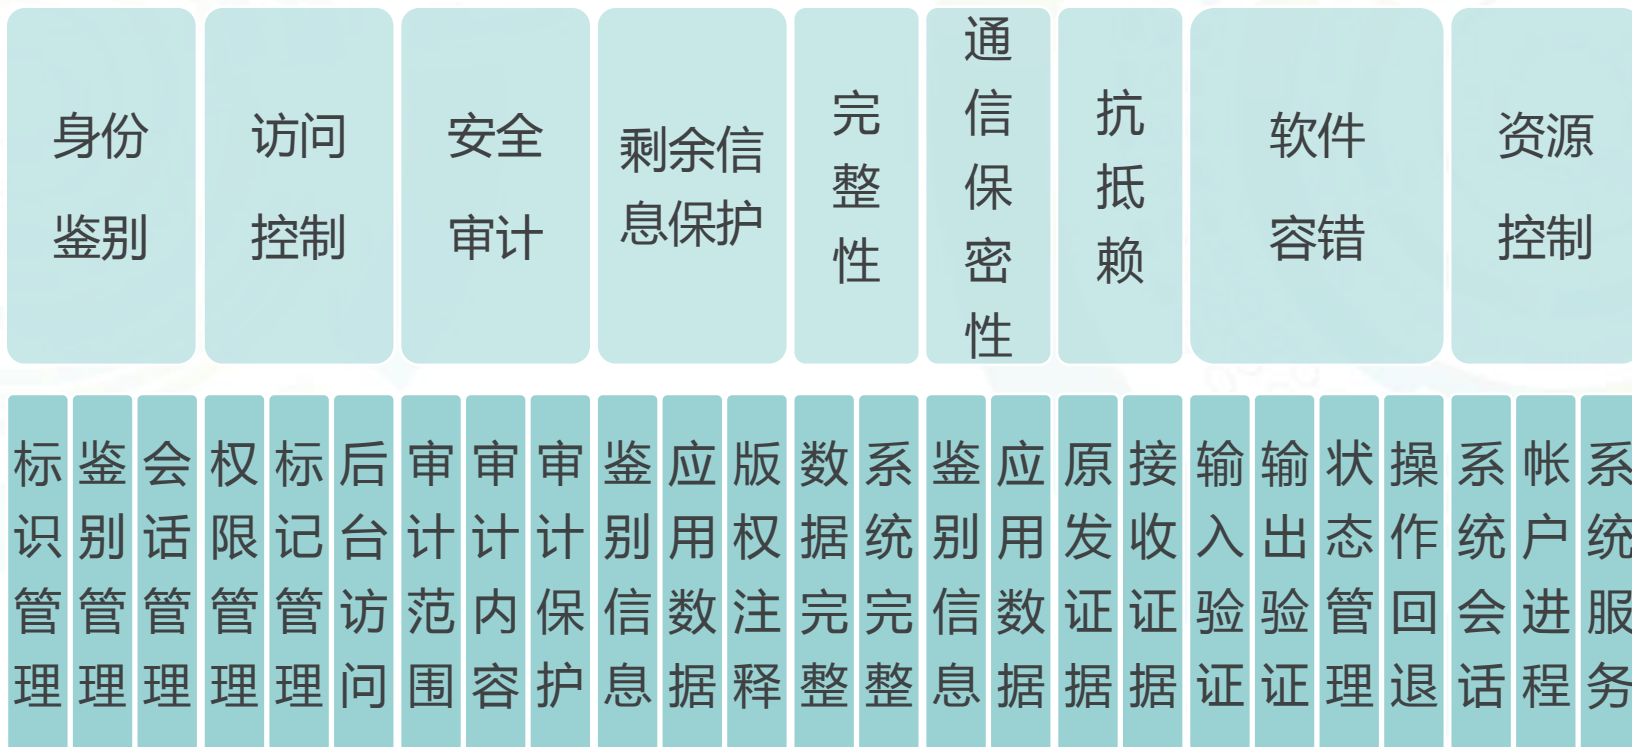 身份
鉴别
访问
控制
安全
审计
剩余信
息保护
完整性
通信保密性
抗抵赖
软件
容错
资源
控制
标识管理
鉴别管理
会话管理
权限管理
标记管理
后台访问
审计范围
审计内容
审计保护
鉴别信息
应用数据
版权注释
数据完整
系统完整
鉴别信息
应用数据
原发证据
接收证据
输入验证
输出验证
状态管理
操作回退
系统会话
帐户进程
系统服务